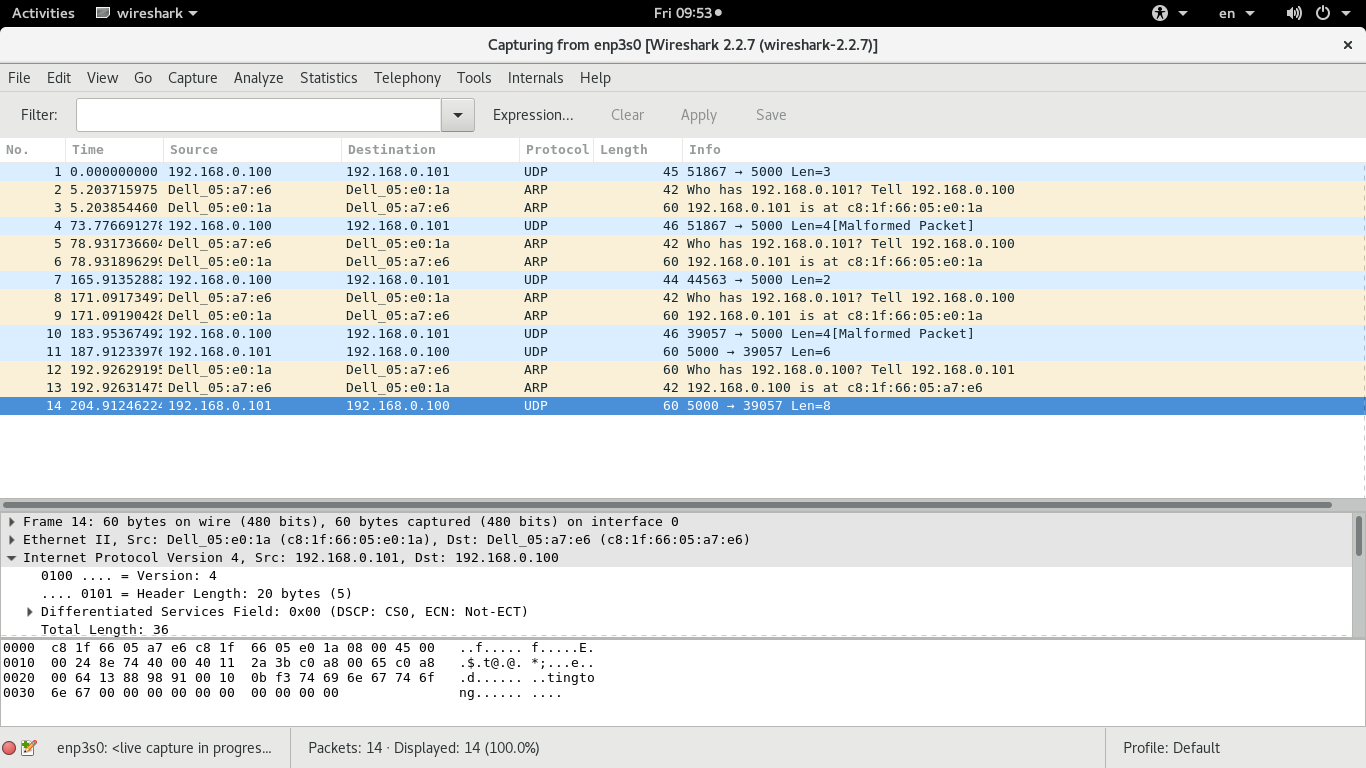 Activities wireshark Fri 09:53 en
Capturing from enp3s0 [Wireshark 2.2.7 (wireshark-2.2.7)]
File Edit View Go Capture Analyze Statistics Telephony Tools Internals Help
Filter: Expression... Clear Apply Save
No. Time Source Destination Protocol Length Info
1 0.000000000 192.168.0.100 192.168.0.101 UDP 45 51867 → 5000 Len=3
2 5.203715975 Dell_05:a7:e6 Dell_05:e0:1a ARP 42 Who has 192.168.0.101? Tell 192.168.0.100
3 5.203854460 Dell_05:e0:1a Dell_05:a7:e6 ARP 60 192.168.0.101 is at c8:1f:66:05:e0:1a
4 73.776691278 192.168.0.100 192.168.0.101 UDP 46 51867 → 5000 Len=4[Malformed Packet]
5 78.931736604 Dell_05:a7:e6 Dell_05:e0:1a ARP 42 Who has 192.168.0.101? Tell 192.168.0.100
6 78.931896299 Dell_05:e0:1a Dell_05:a7:e6 ARP 60 192.168.0.101 is at c8:1f:66:05:e0:1a
7 165.91352882 192.168.0.100 192.168.0.101 UDP 44 44563 → 5000 Len=2
8 171.09173497 Dell_05:a7:e6 Dell_05:e0:1a ARP 42 Who has 192.168.0.101? Tell 192.168.0.100
9 171.09190428 Dell_05:e0:1a Dell_05:a7:e6 ARP 60 192.168.0.101 is at c8:1f:66:05:e0:1a
10 183.95367492 192.168.0.100 192.168.0.101 UDP 46 39057 → 5000 Len=4[Malformed Packet]
11 187.91233976 192.168.0.101 192.168.0.100 UDP 60 5000 → 39057 Len=6
12 192.92629195 Dell_05:e0:1a Dell_05:a7:e6 ARP 60 Who has 192.168.0.100? Tell 192.168.0.101
13 192.92631475 Dell_05:a7:e6 Dell_05:e0:1a ARP 42 192.168.0.100 is at c8:1f:66:05:a7:e6
14 204.91246224 192.168.0.101 192.168.0.100 UDP 60 5000 → 39057 Len=8
Frame 14: 60 bytes on wire (480 bits), 60 bytes captured (480 bits) on interface 0
Ethernet II, Src: Dell_05:e0:1a (c8:1f:66:05:e0:1a), Dst: Dell_05:a7:e6 (c8:1f:66:05:a7:e6)
Internet Protocol Version 4, Src: 192.168.0.101, Dst: 192.168.0.100
0100 .... = Version: 4
.... 0101 = Header Length: 20 bytes (5)
Differentiated Services Field: 0x00 (DSCP: CS0, ECN: Not-ECT)
Total Length: 36
0000 c8 1f 66 05 a7 e6 c8 1f 66 05 e0 1a 08 00 45 00 ..f..... f.....E.
0010 00 24 8e 74 40 00 40 11 2a 3b c0 a8 00 65 c0 a8 .$.t@.@. *;...e..
0020 00 64 13 88 98 91 00 10 0b f3 74 69 6e 67 74 6f .d...... ..tingto
0030 6e 67 00 00 00 00 00 00 00 00 00 00 ng...... ....
enp3s0: <live capture in progres... Packets: 14 · Displayed: 14 (100.0%) Profile: Default